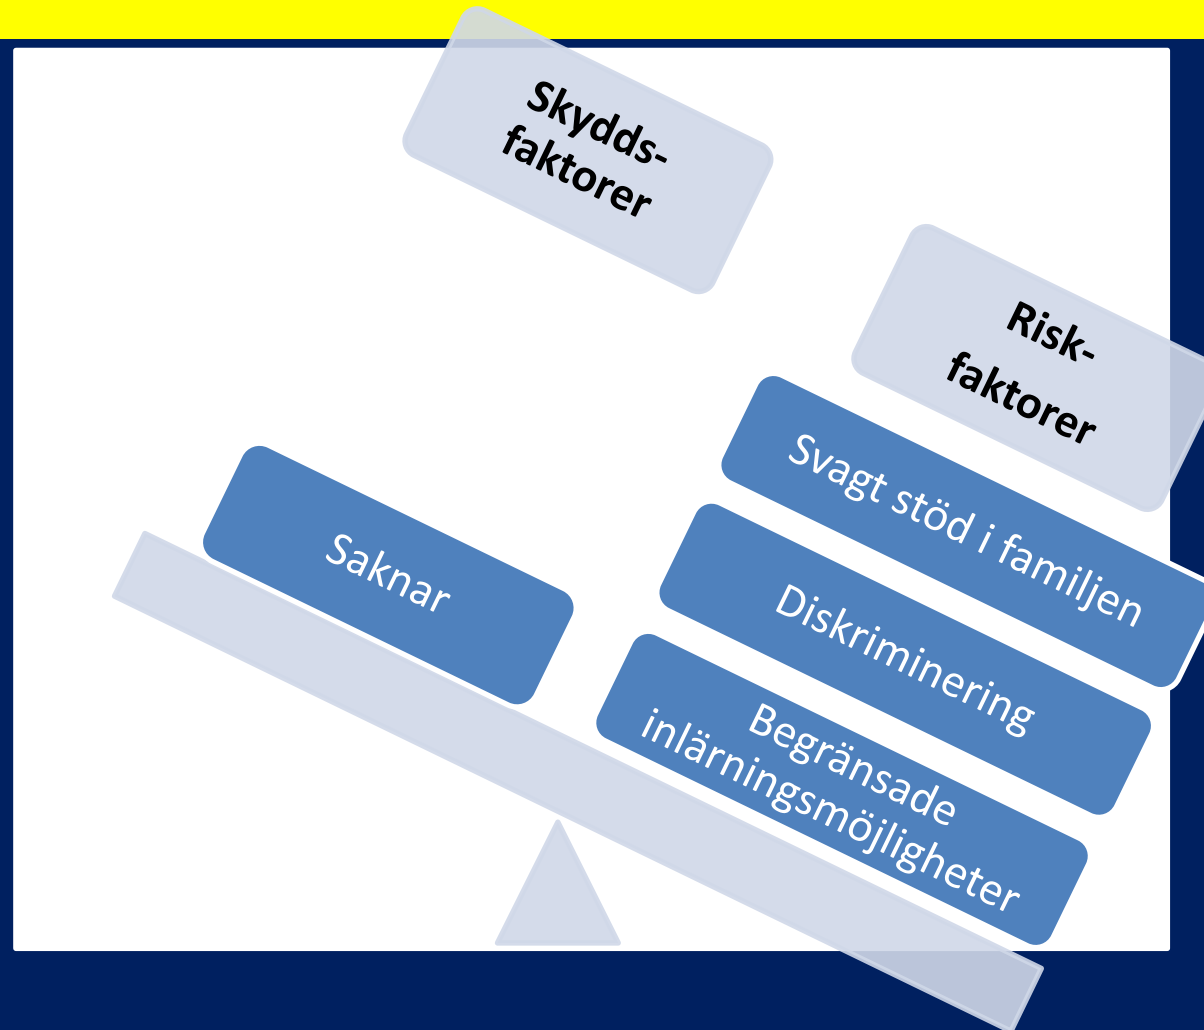 Skydds-
faktorer
Risk-
faktorer
Svagt stöd i familjen
Saknar
Diskriminering
Begränsade
inlärningsmöjligheter